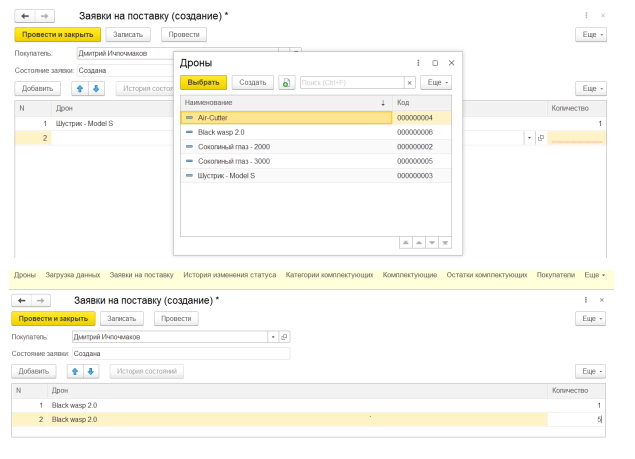 Заявки на поставку (создание) *
Провести и закрыть Записать Провести Еще
Покупатель: Дмитрий Ичпочмаков
Состояние заявки: Создана
Добавить История состоя Еще
N Дрон Количество
1 Шустрик - Model S 1
2
Дроны
Выбрать Создать Поиск (Ctrl+F) × Еще
Наименование ↓ Код
Air-Cutter 000000004
Black wasp 2.0 000000006
Соколиный глаз - 2000 000000002
Соколиный глаз - 3000 000000005
Шустрик - Model S 000000003
Дроны Загрузка данных Заявки на поставку История изменения статуса Категории комплектующих Комплектующие Остатки комплектующих Покупатели Еще
Заявки на поставку (создание) *
Провести и закрыть Записать Провести Еще
Покупатель: Дмитрий Ичпочмаков
Состояние заявки: Создана
Добавить История состояний Еще
N Дрон Количество
1 Black wasp 2.0 1
2 Black wasp 2.0 5